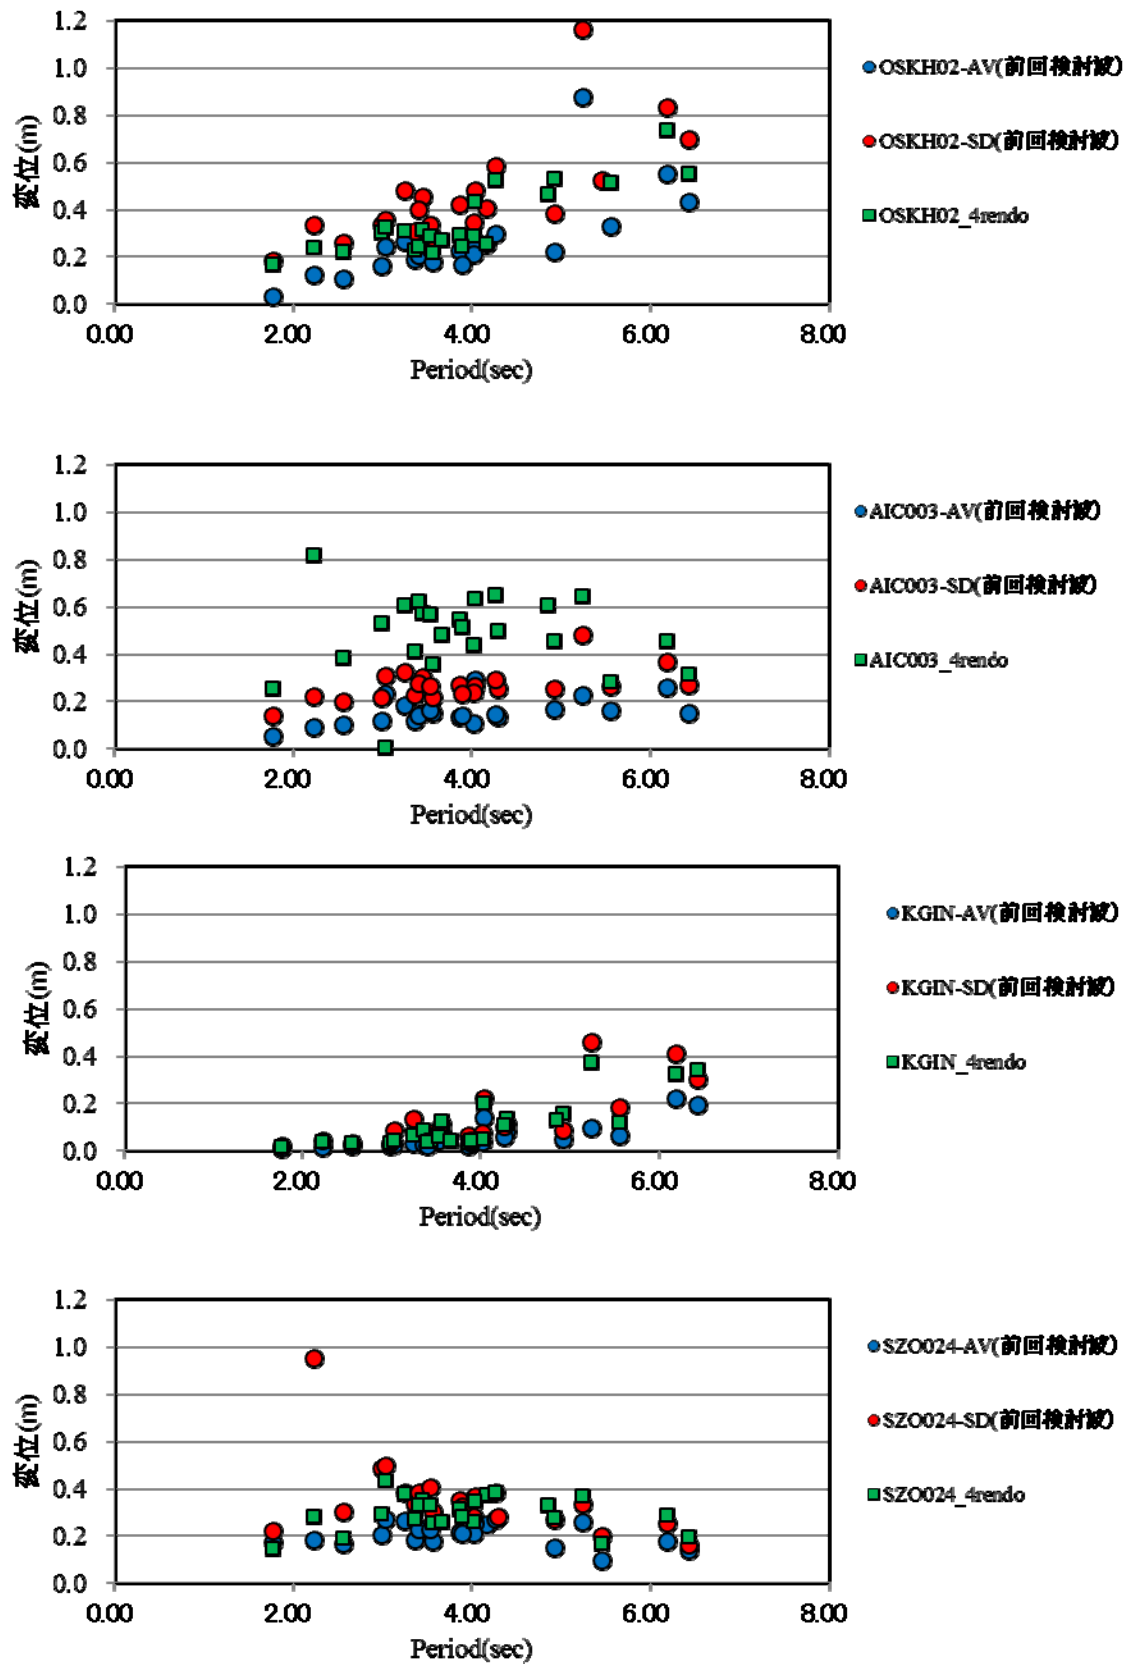 1.2
1.0
0.8
0.6
0.4
0.2
0.0
変位(m)
0.00 2.00 4.00 6.00 8.00
Period(sec)
OSKH02-AV(前回検討波)
OSKH02-SD(前回検討波)
OSKH02_4rendo
1.2
1.0
0.8
0.6
0.4
0.2
0.0
変位(m)
0.00 2.00 4.00 6.00 8.00
Period(sec)
AIC003-AV(前回検討波)
AIC003-SD(前回検討波)
AIC003_4rendo
1.2
1.0
0.8
0.6
0.4
0.2
0.0
変位(m)
0.00 2.00 4.00 6.00 8.00
Period(sec)
KGIN-AV(前回検討波)
KGIN-SD(前回検討波)
KGIN_4rendo
1.2
1.0
0.8
0.6
0.4
0.2
0.0
変位(m)
0.00 2.00 4.00 6.00 8.00
Period(sec)
SZO024-AV(前回検討波)
SZO024-SD(前回検討波)
SZO024_4rendo